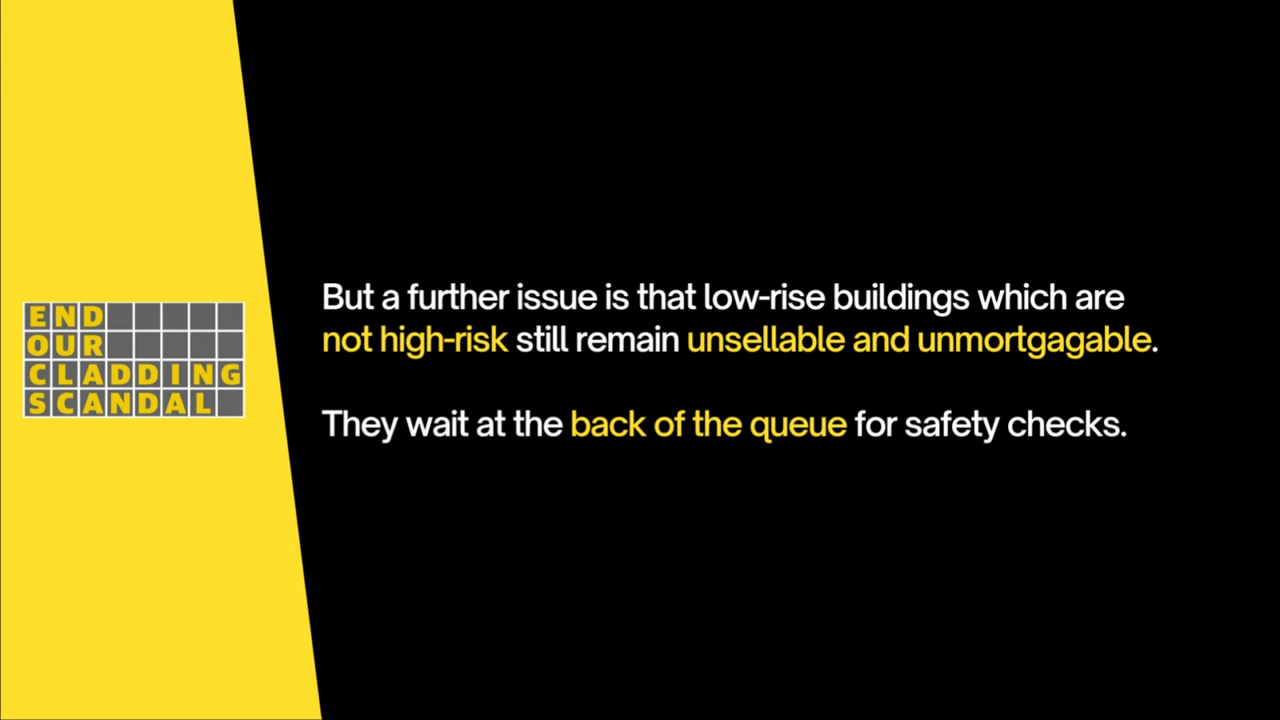 END
OUR
CLADDING
SCANDAL
But a further issue is that low-rise buildings which are
not high-risk still remain unsellable and unmortgagable.
They wait at the back of the queue for safety checks.